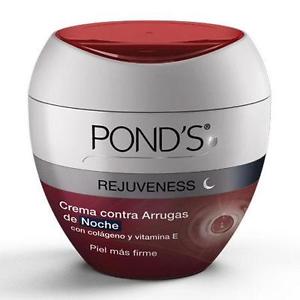 POND'S®
REJUVENESS
Crema contra Arrugas
de Noche
con colágeno y vitamina E
Piel más firme